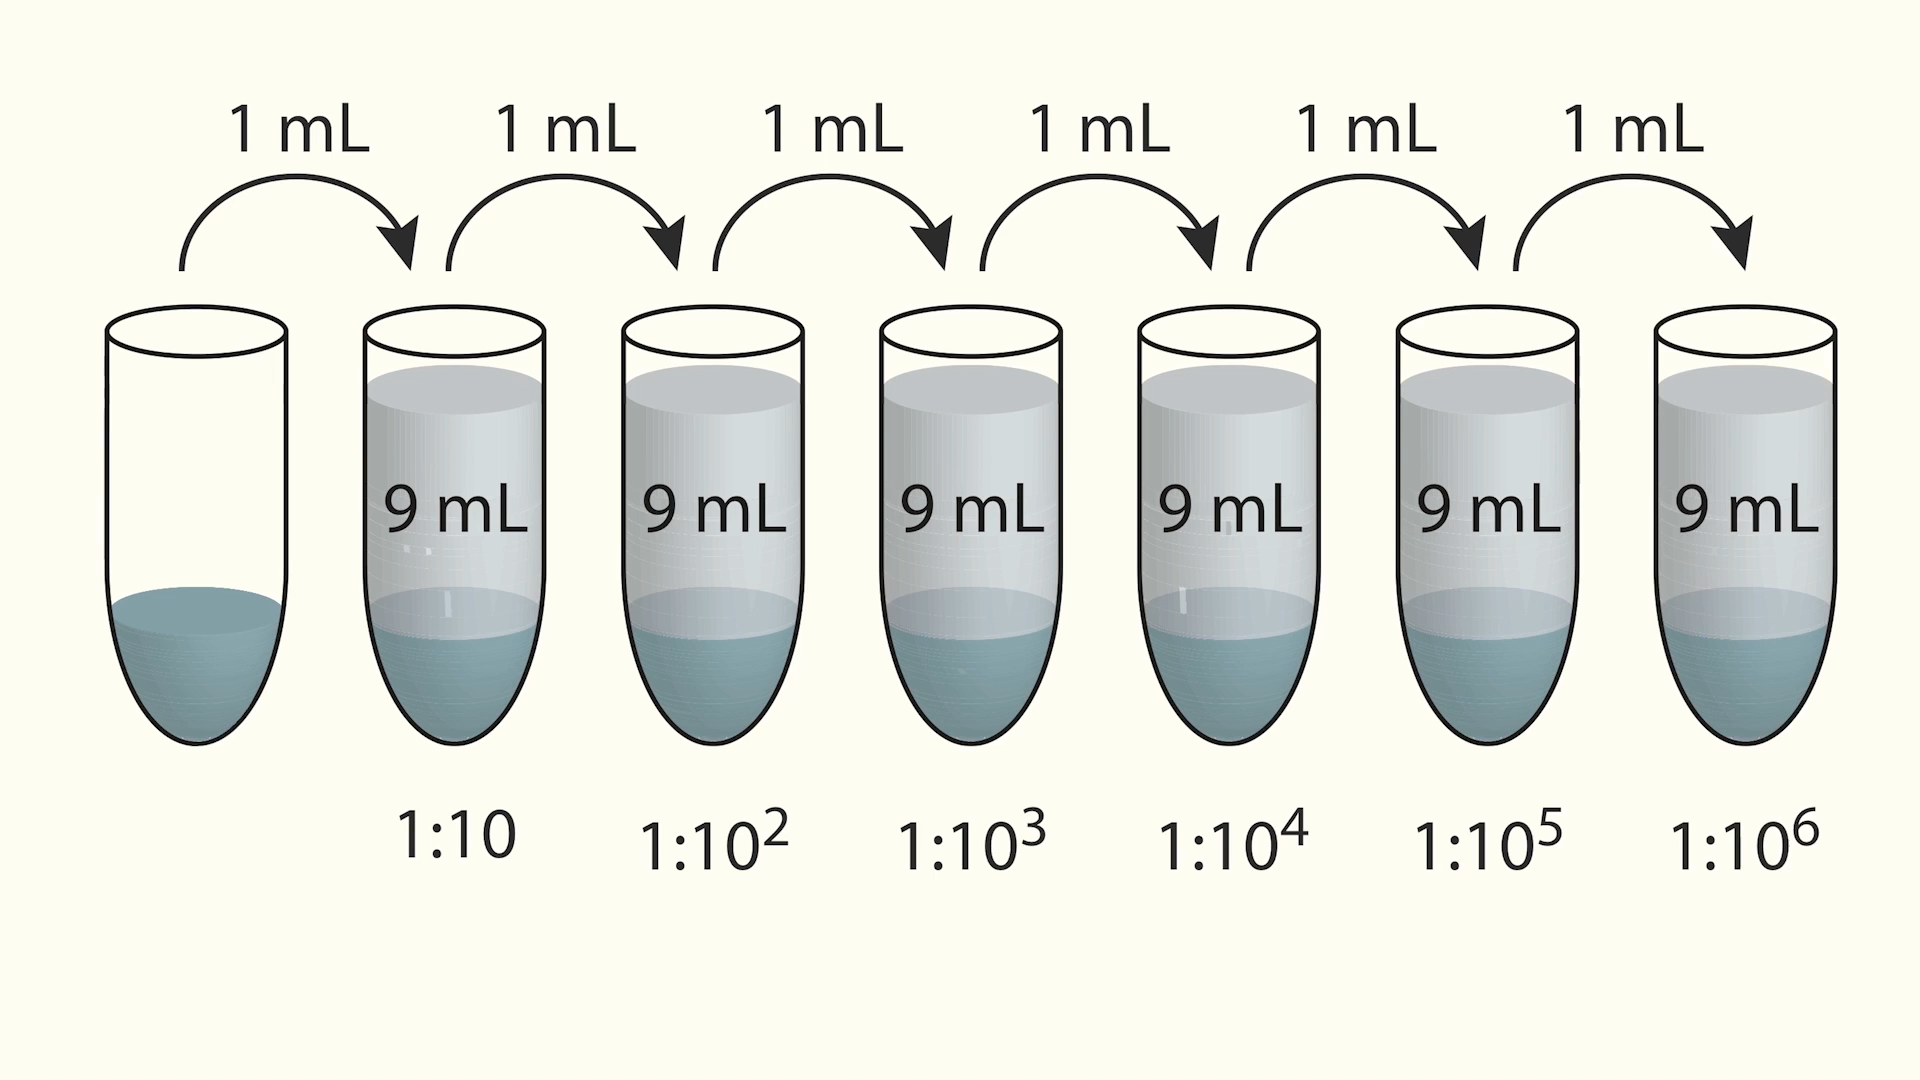 1 mL 1 mL 1 mL 1 mL 1 mL 1 mL
9 mL 9 mL 9 mL 9 mL 9 mL 9 mL
1:10 1:10² 1:10³ 1:10⁴ 1:10⁵ 1:10⁶